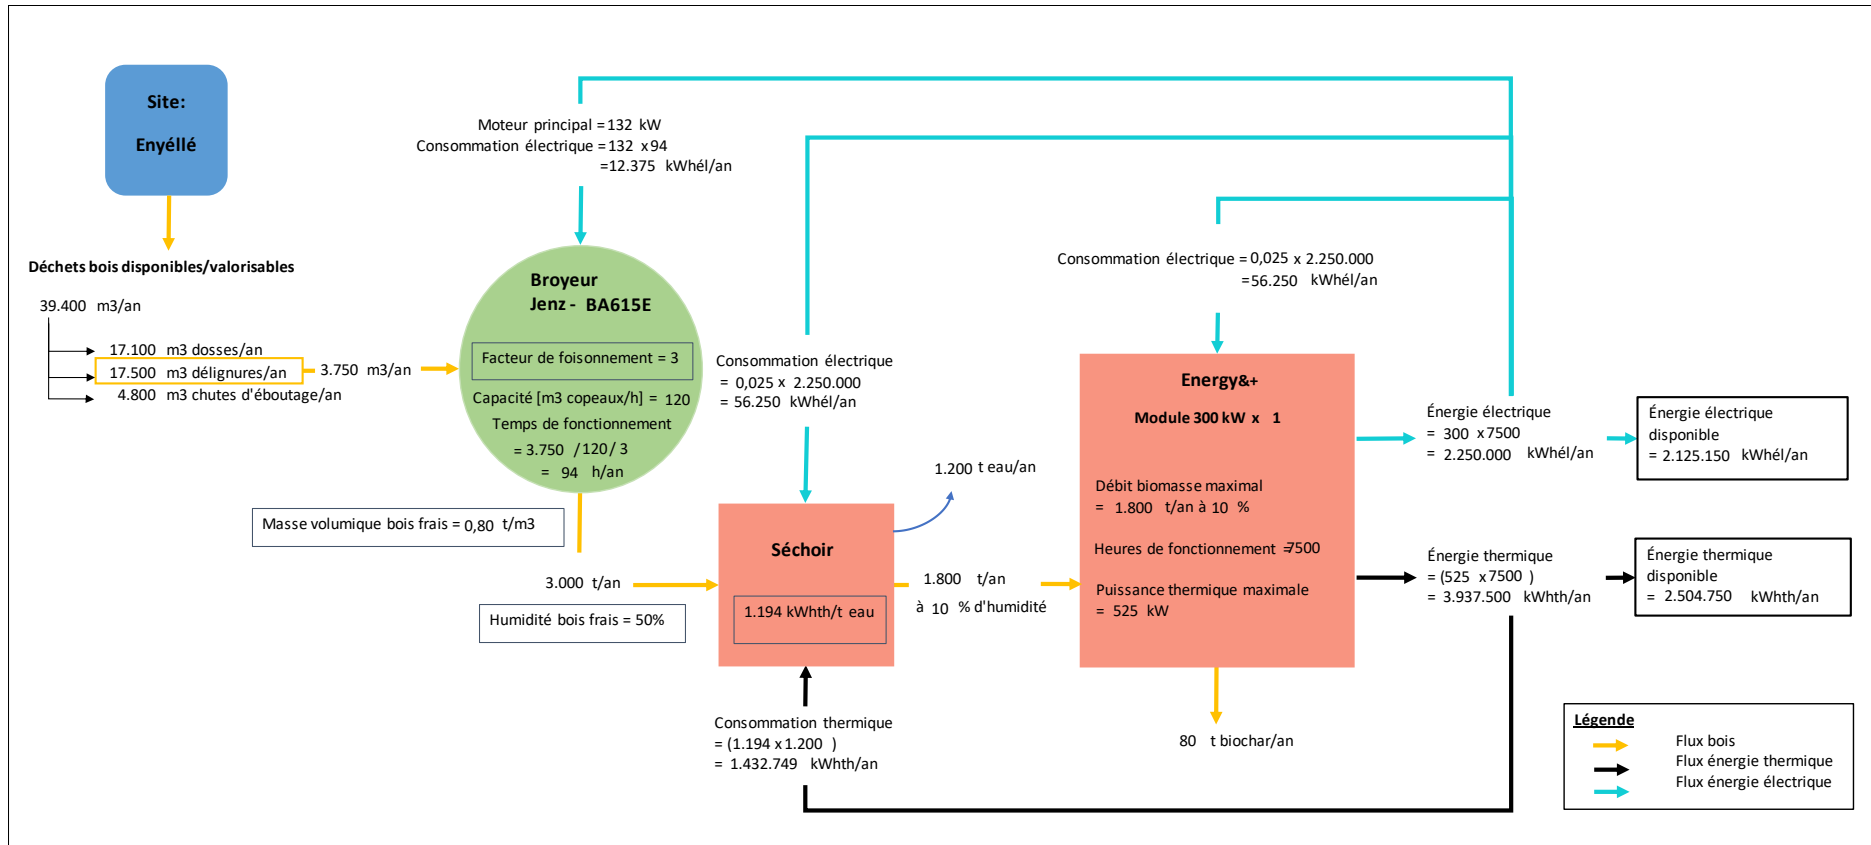 Site:
Enyéllé
Déchets bois disponibles/valorisables
39.400 m3/an
17.100 m3 dosses/an
17.500 m3 délignures/an
4.800 m3 chutes d'éboutage/an
3.750 m3/an
Moteur principal = 132 kW
Consommation électrique = 132 x 94
=12.375 kWhél/an
Broyeur
Jenz - BA615E
Facteur de foisonnement = 3
Capacité [m3 copeaux/h] = 120
Temps de fonctionnement
= 3.750 /120/ 3
= 94 h/an
Masse volumique bois frais = 0,80 t/m3
3.000 t/an
Humidité bois frais = 50%
Consommation électrique
= 0,025 x 2.250.000
= 56.250 kWhél/an
1.200 t eau/an
Séchoir
1.194 kWhth/t eau
1.800 t/an
à 10 % d'humidité
Consommation thermique
= (1.194 x 1.200 )
= 1.432.749 kWhth/an
Consommation électrique = 0,025 x 2.250.000
=56.250 kWhél/an
Energy&+
Module 300 kW x 1
Débit biomasse maximal
= 1.800 t/an à 10 %
Heures de fonctionnement =7500
Puissance thermique maximale
= 525 kW
80 t biochar/an
Énergie électrique
= 300 x 7500
= 2.250.000 kWhél/an
Énergie électrique
disponible
= 2.125.150 kWhél/an
Énergie thermique
= (525 x 7500 )
= 3.937.500 kWhth/an
Énergie thermique
disponible
= 2.504.750 kWhth/an
Légende
Flux bois
Flux énergie thermique
Flux énergie électrique